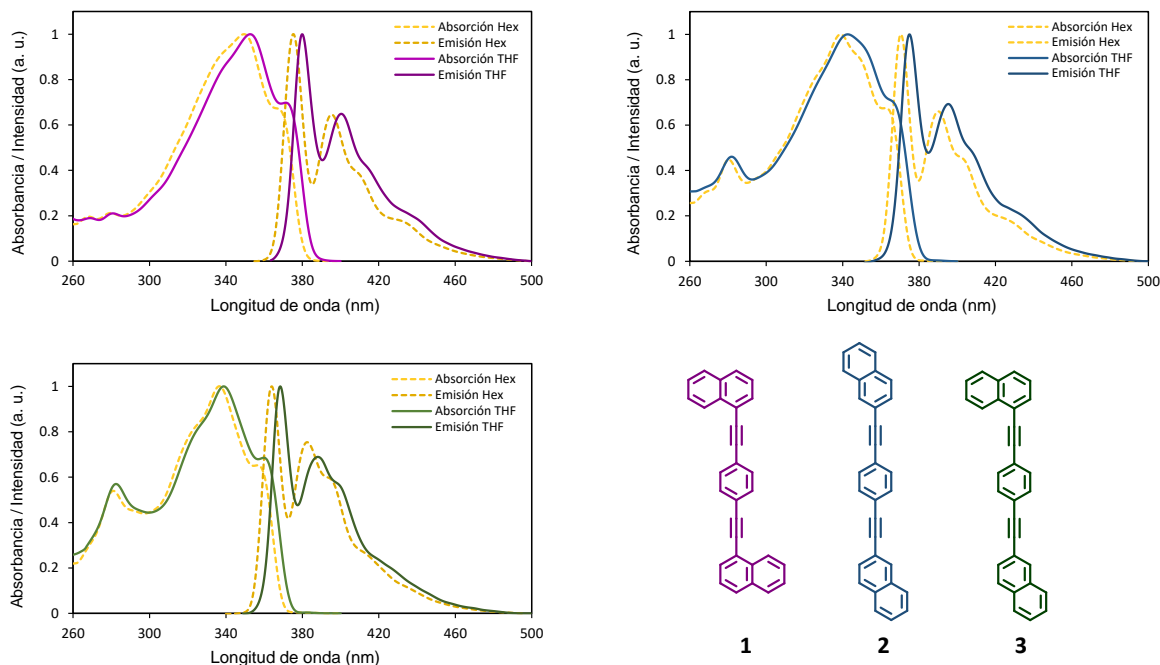 Absorción Hex
Emisión Hex
Absorción THF
Emisión THF
Absorbancia / Intensidad (a. u.)
1
0.8
0.6
0.4
0.2
0
260
300
340
380
420
460
500
Longitud de onda (nm)
Absorción Hex
Emisión Hex
Absorción THF
Emisión THF
Absorbancia / Intensidad (a. u.)
1
0.8
0.6
0.4
0.2
0
260
300
340
380
420
460
500
Longitud de onda (nm)
Absorción Hex
Emisión Hex
Absorción THF
Emisión THF
Absorbancia / Intensidad (a. u.)
1
0.8
0.6
0.4
0.2
0
260
300
340
380
420
460
500
Longitud de onda (nm)
1
2
3